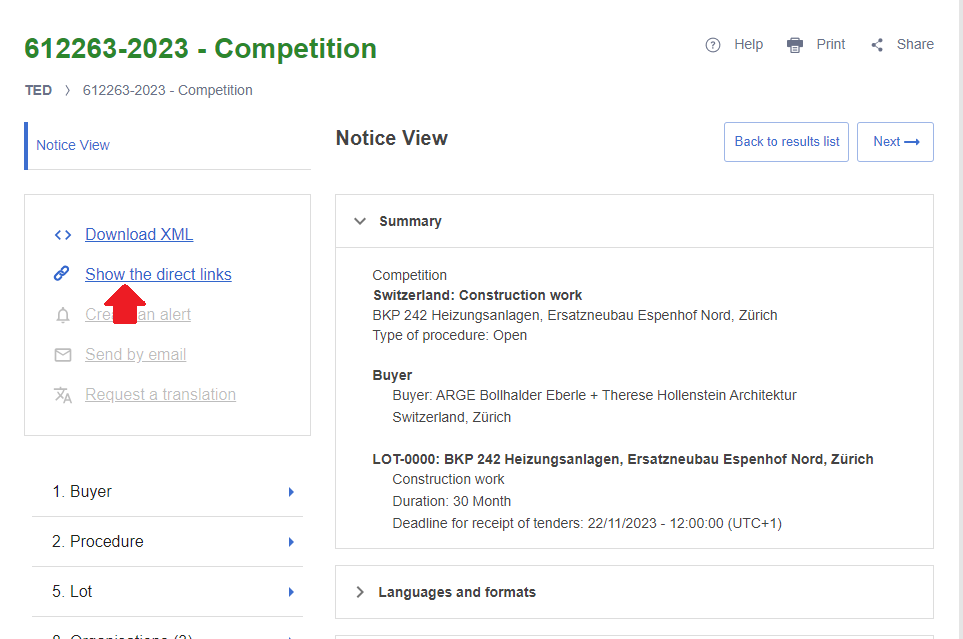 612263-2023 - Competition
Help
Print
Share
TED
612263-2023 - Competition
Notice View
Notice View
Back to results list
Next
Download XML
Show the direct links
an alert
Send by email
Request a translation
1. Buyer
2. Procedure
5. Lot
Summary
Competition
Switzerland: Construction work
BKP 242 Heizungsanlagen, Ersatzneubau Espenhof Nord, Zürich
Type of procedure: Open
Buyer
Buyer: ARGE Bollhalder Eberle + Therese Hollenstein Architektur
Switzerland, Zürich
LOT-0000: BKP 242 Heizungsanlagen, Ersatzneubau Espenhof Nord, Zürich
Construction work
Duration: 30 Month
Deadline for receipt of tenders: 22/11/2023 - 12:00:00 (UTC+1)
Languages and formats